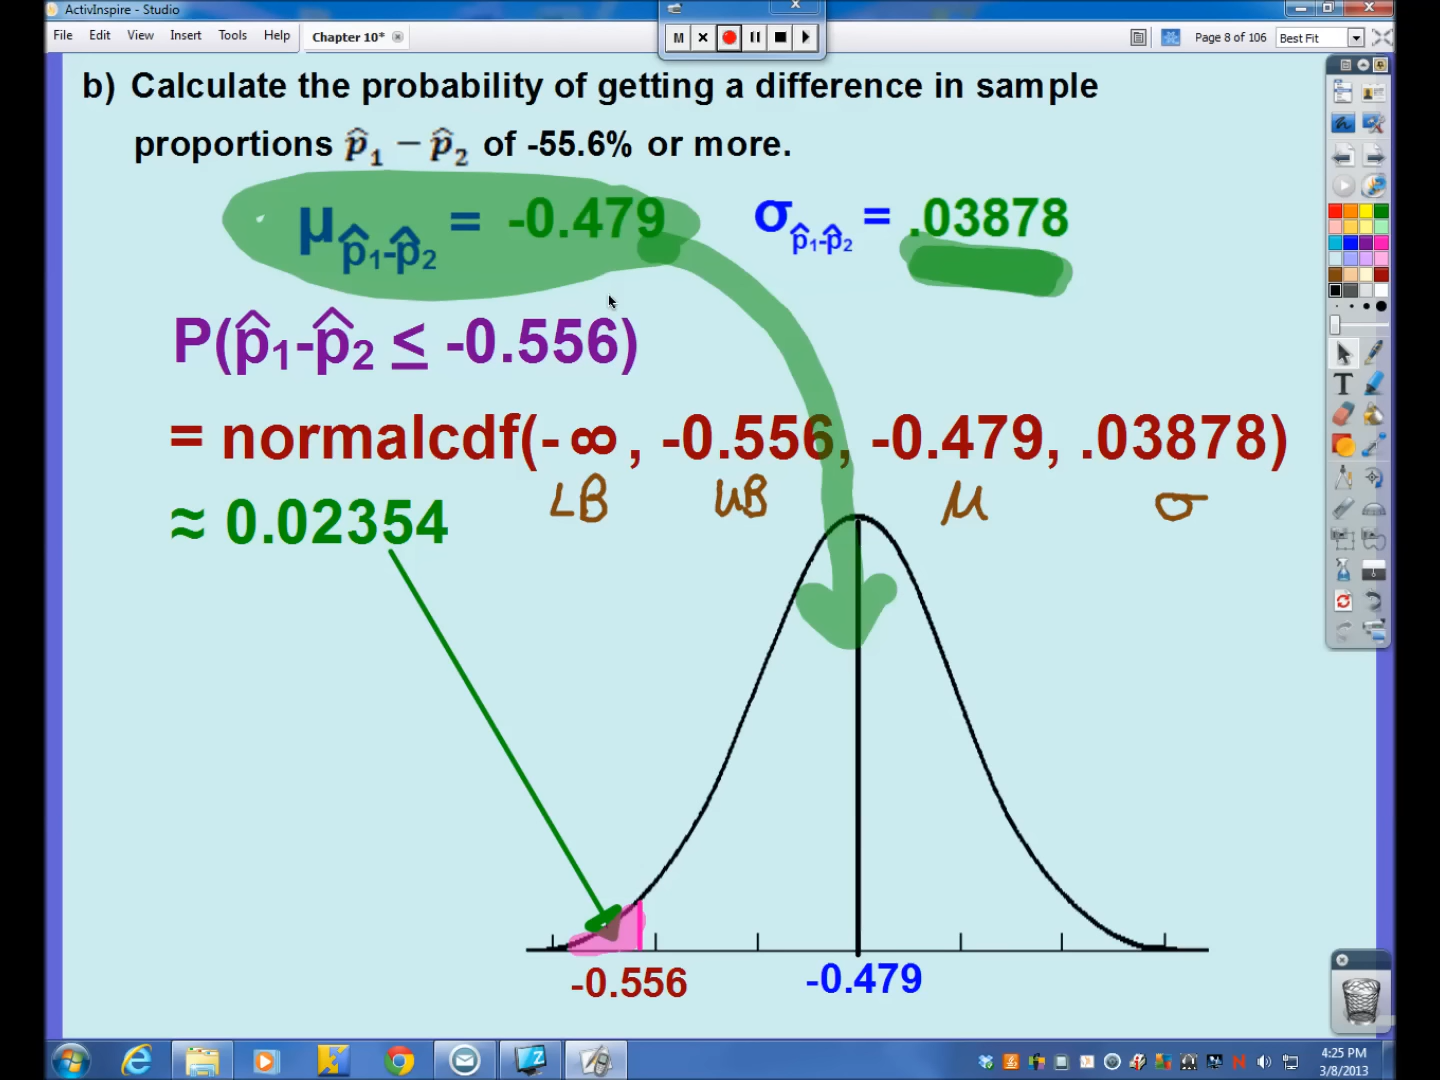 ActivInspire - Studio
File Edit View Insert Tools Help Chapter 10* Page 8 of 106 Best Fit
M
b) Calculate the probability of getting a difference in sample
proportions p̂₁ − p̂₂ of -55.6% or more.
μp̂₁-p̂₂ = -0.479 σp̂₁-p̂₂ = .03878
P(p̂₁-p̂₂ ≤ -0.556)
= normalcdf(-∞, -0.556, -0.479, .03878)
LB UB μ σ
≈ 0.02354
-0.556 -0.479
4:25 PM
3/8/2013